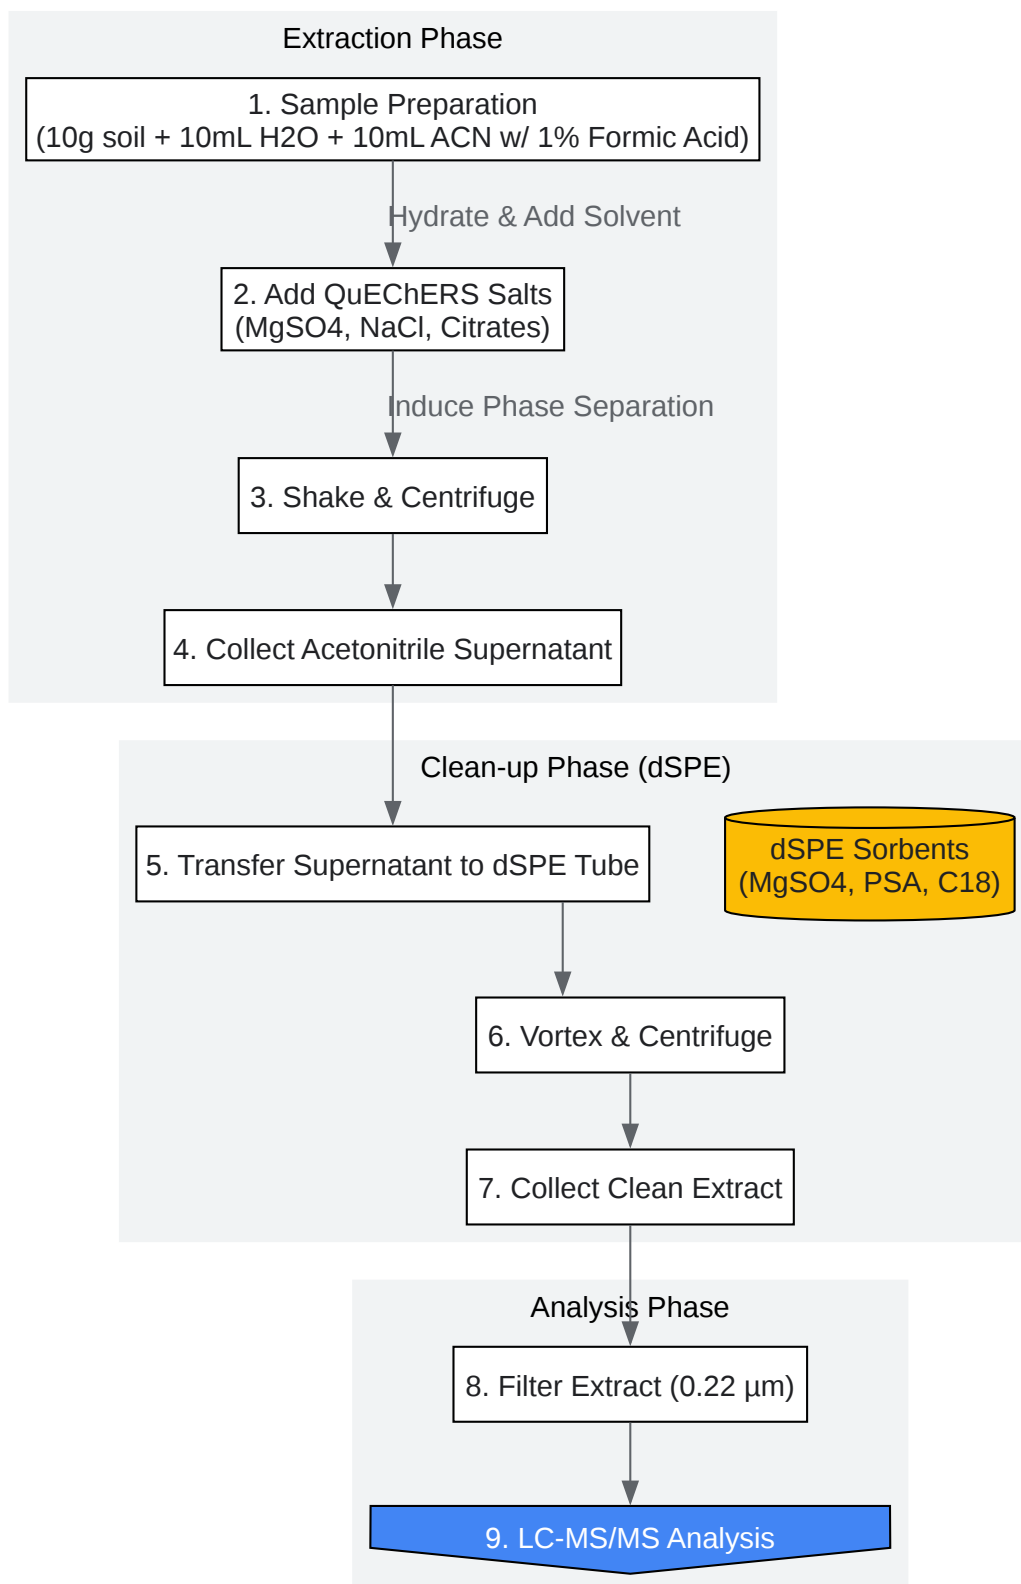 Extraction Phase
1. Sample Preparation
(10g soil + 10mL H2O + 10mL ACN w/ 1% Formic Acid)
Hydrate & Add Solvent
2. Add QuEChERS Salts
(MgSO4, NaCl, Citrates)
Induce Phase Separation
3. Shake & Centrifuge
4. Collect Acetonitrile Supernatant
Clean-up Phase (dSPE)
5. Transfer Supernatant to dSPE Tube
dSPE Sorbents
(MgSO4, PSA, C18)
6. Vortex & Centrifuge
7. Collect Clean Extract
Analysis Phase
8. Filter Extract (0.22 µm)
9. LC-MS/MS Analysis